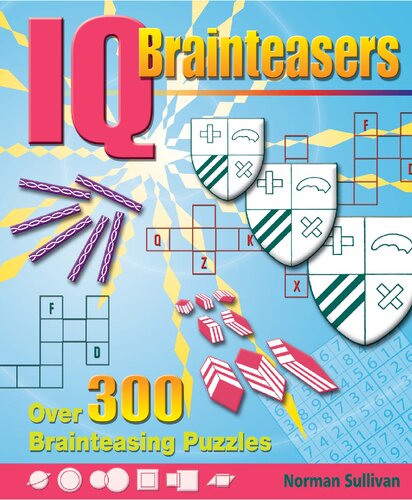 IQ Brainteasers
F
D
Q
K
Z
X
F
D
Over 300
Brainteasing Puzzles
Norman Sullivan